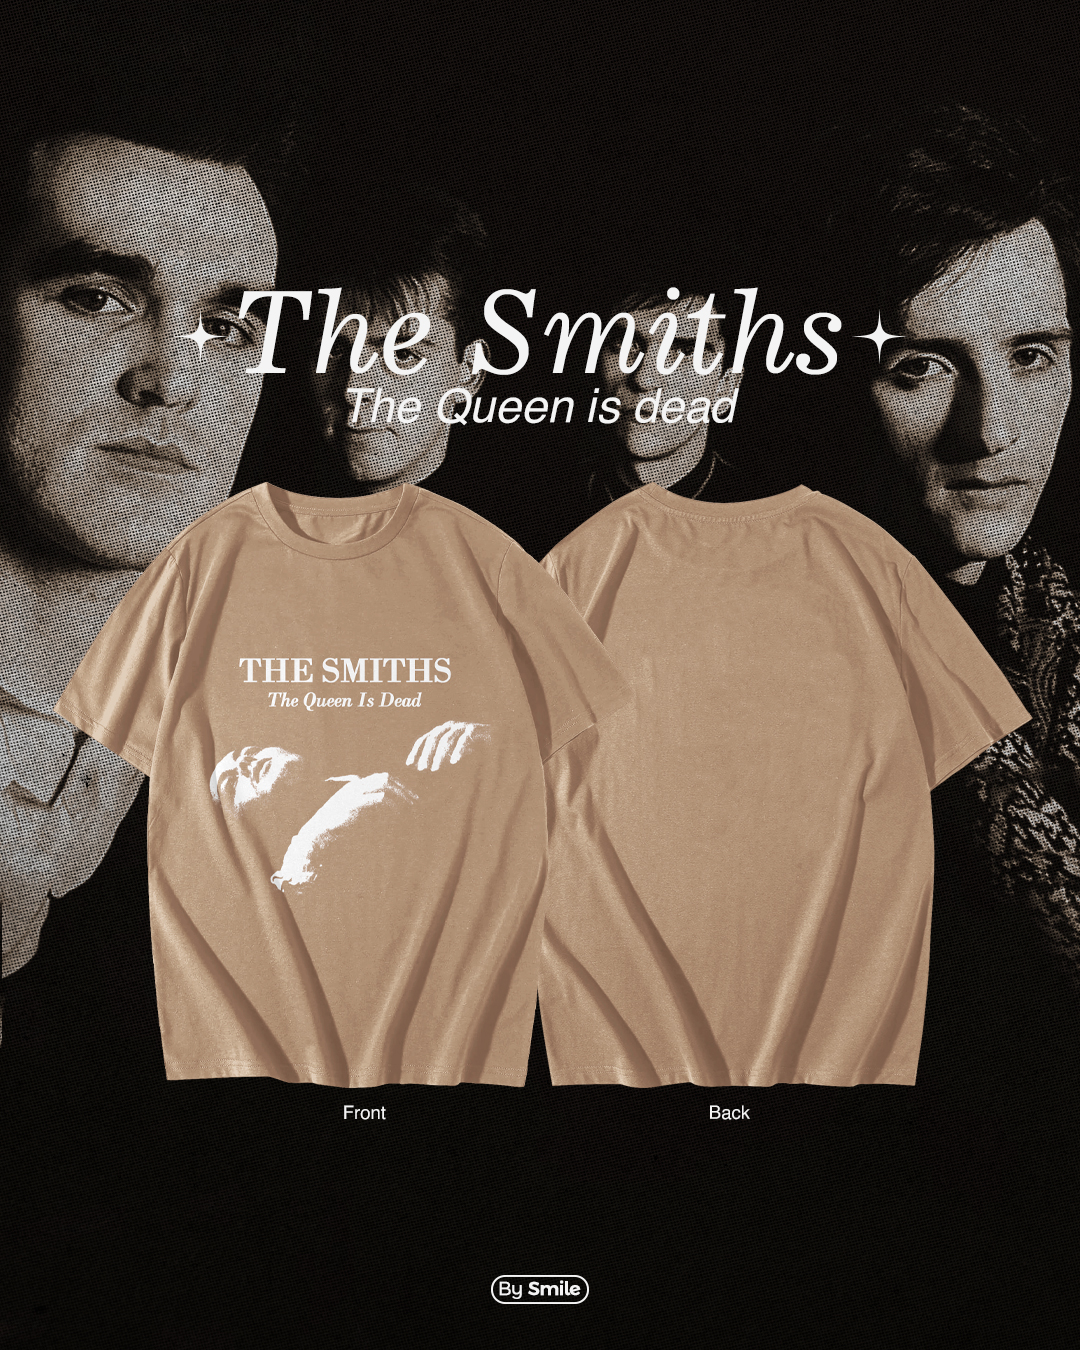 The Smiths
The Queen is dead
THE SMITHS
The Queen Is Dead
Front
Back
By Smile